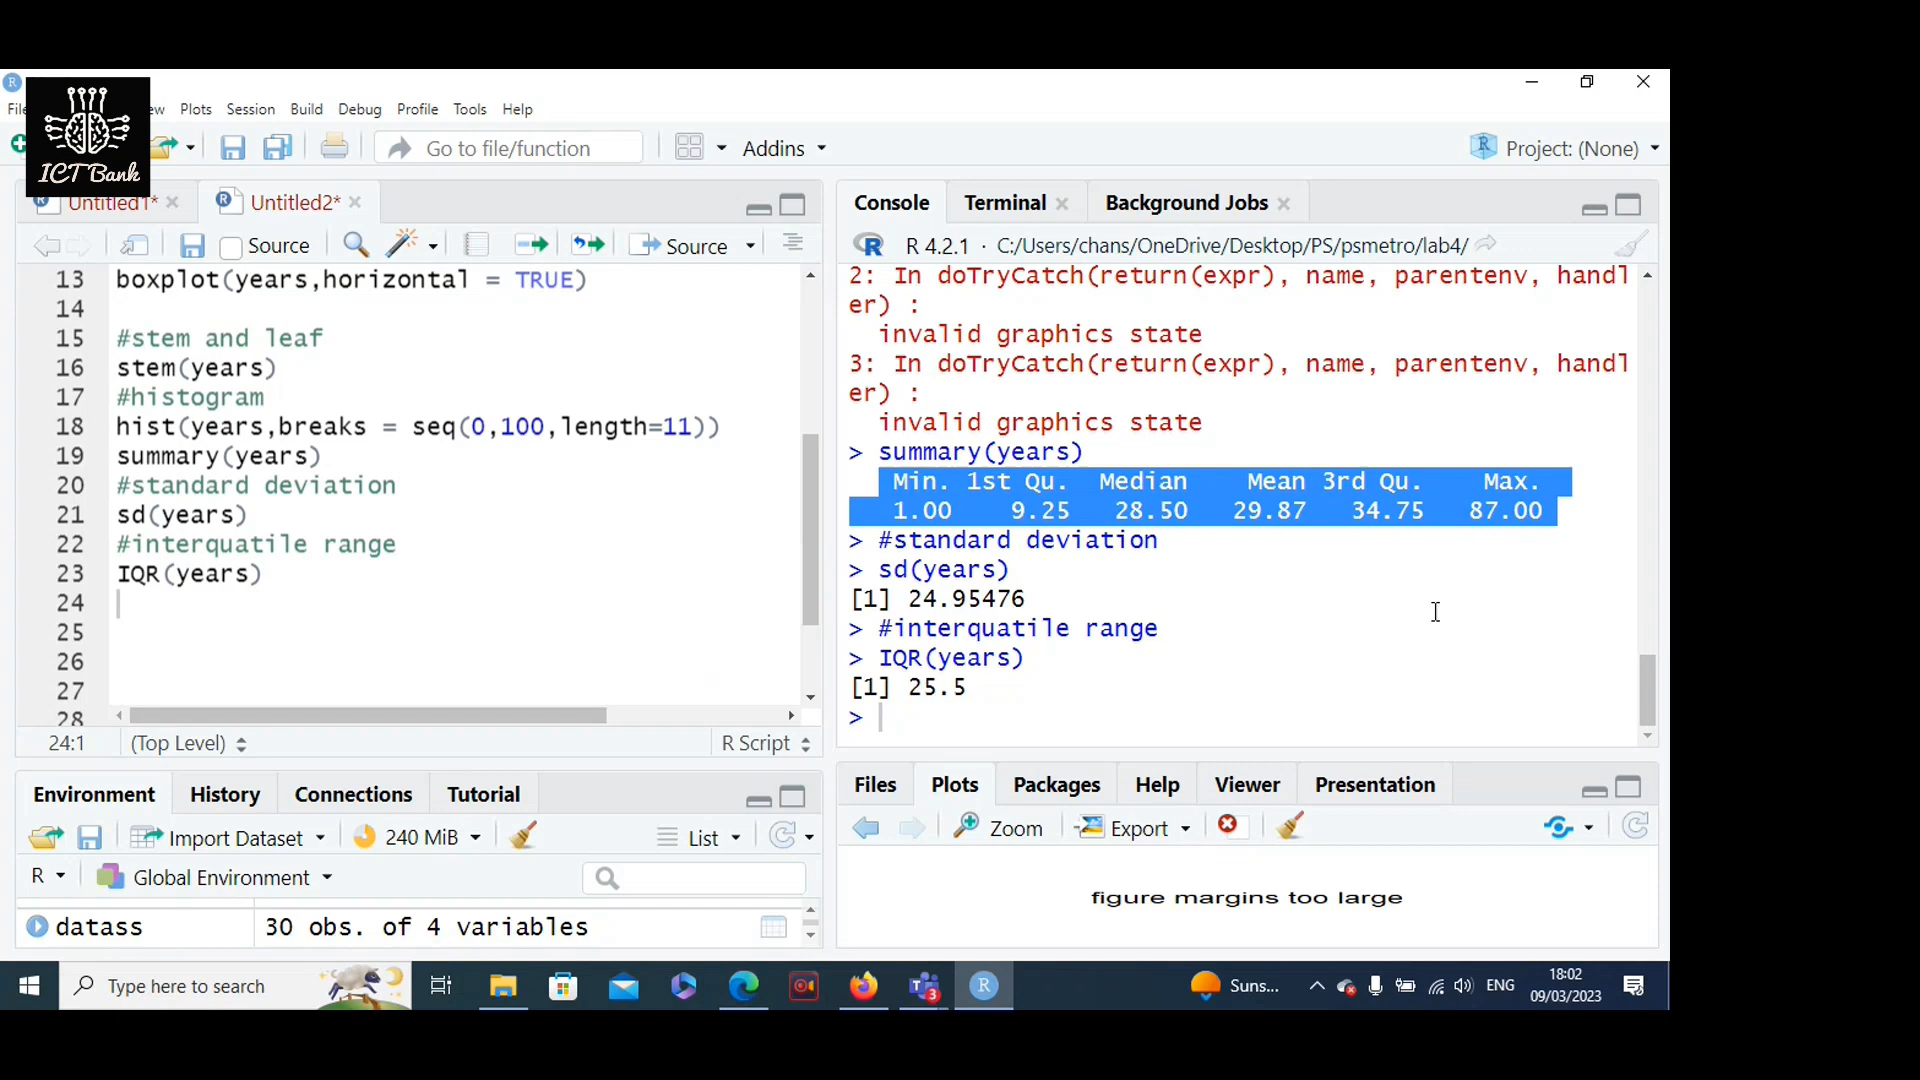 ICT Bank
File
ew Plots Session Build Debug Profile Tools Help
Go to file/function
Addins
Project: (None)
Untitled1*
Untitled2*
Source
Source
13 boxplot(years,horizontal = TRUE)
14
15 #stem and leaf
16 stem(years)
17 #histogram
18 hist(years,breaks = seq(0,100,length=11))
19 summary(years)
20 #standard deviation
21 sd(years)
22 #interquatile range
23 IQR(years)
24
25
26
27
28
24:1 (Top Level) R Script
Console Terminal Background Jobs
R 4.2.1 · C:/Users/chans/OneDrive/Desktop/PS/psmetro/lab4/
2: In doTryCatch(return(expr), name, parentenv, handl
er) :
invalid graphics state
3: In doTryCatch(return(expr), name, parentenv, handl
er) :
invalid graphics state
> summary(years)
Min. 1st Qu. Median Mean 3rd Qu. Max.
1.00 9.25 28.50 29.87 34.75 87.00
> #standard deviation
> sd(years)
[1] 24.95476
> #interquatile range
> IQR(years)
[1] 25.5
>
Environment History Connections Tutorial
Import Dataset 240 MiB List
R Global Environment
datass 30 obs. of 4 variables
Files Plots Packages Help Viewer Presentation
Zoom Export
figure margins too large
Type here to search
Suns...
ENG
18:02
09/03/2023